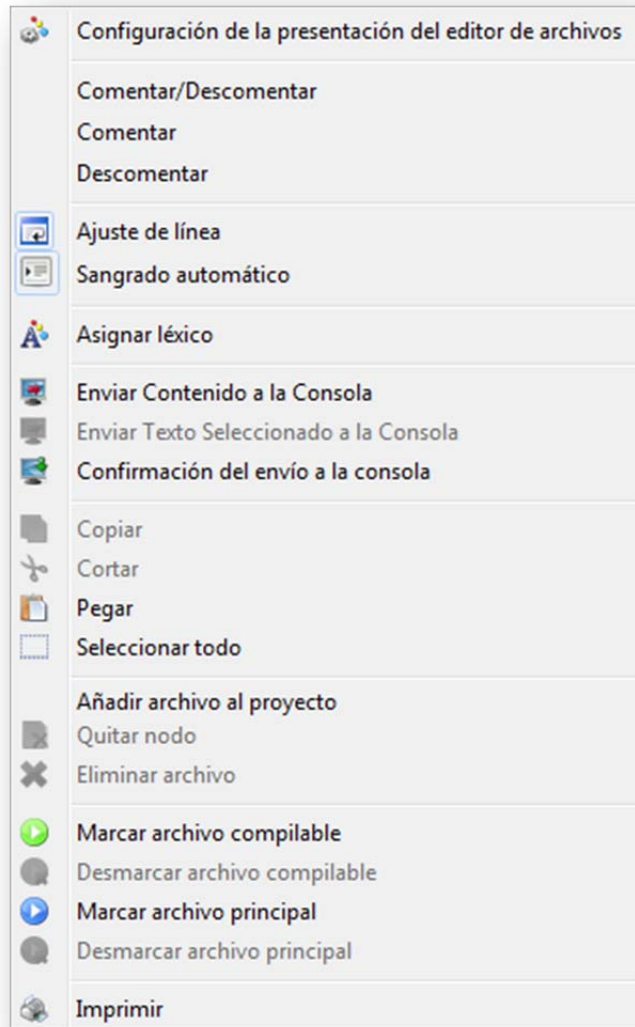 Configuración de la presentación del editor de archivos
Comentar/Descomentar
Comentar
Descomentar
Ajuste de línea
Sangrado automático
Asignar léxico
Enviar Contenido a la Consola
Enviar Texto Seleccionado a la Consola
Confirmación del envío a la consola
Copiar
Cortar
Pegar
Seleccionar todo
Añadir archivo al proyecto
Quitar nodo
Eliminar archivo
Marcar archivo compilable
Desmarcar archivo compilable
Marcar archivo principal
Desmarcar archivo principal
Imprimir